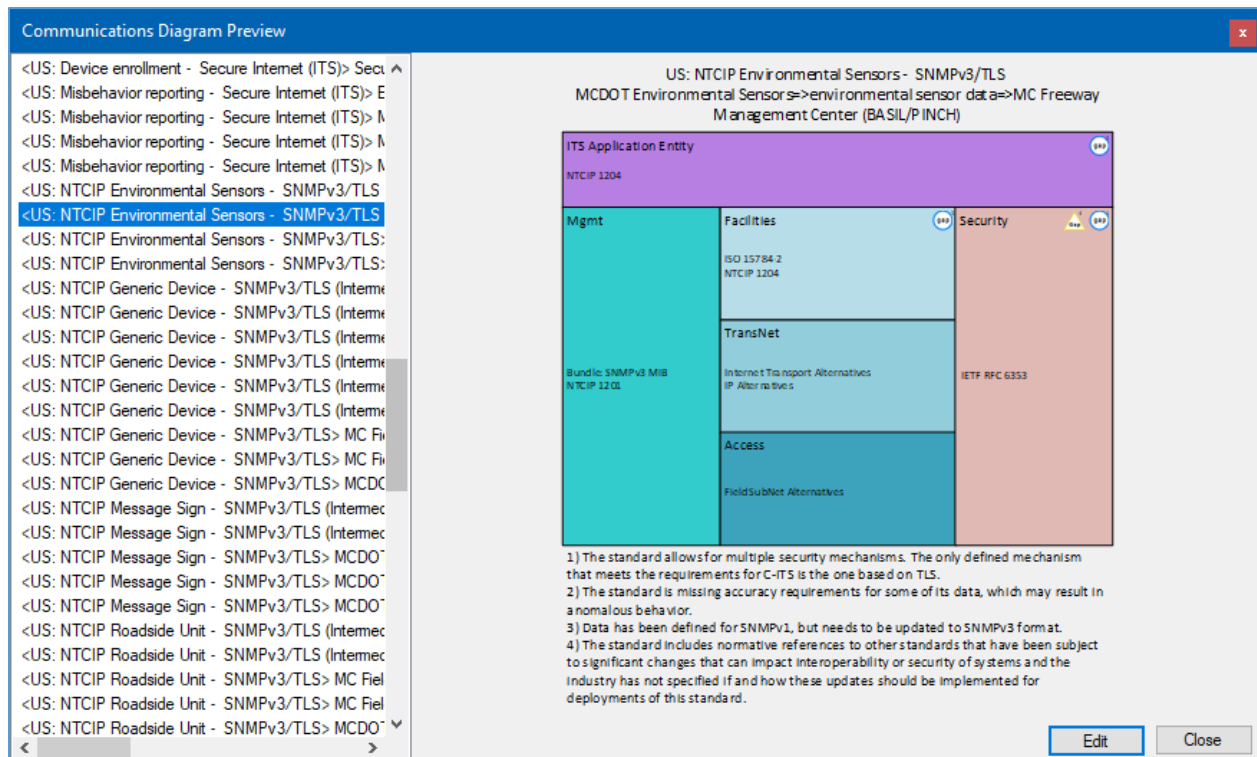 Communications Diagram Preview
x
<US: Device enrollment - Secure Internet (ITS)> Secu
<US: Misbehavior reporting - Secure Internet (ITS)> E
<US: Misbehavior reporting - Secure Internet (ITS)> M
<US: Misbehavior reporting - Secure Internet (ITS)> M
<US: Misbehavior reporting - Secure Internet (ITS)> M
<US: NTCIP Environmental Sensors - SNMPv3/TLS
<US: NTCIP Environmental Sensors - SNMPv3/TLS
<US: NTCIP Environmental Sensors - SNMPv3/TLS>
<US: NTCIP Environmental Sensors - SNMPv3/TLS>
<US: NTCIP Generic Device - SNMPv3/TLS (Interme
<US: NTCIP Generic Device - SNMPv3/TLS (Interme
<US: NTCIP Generic Device - SNMPv3/TLS (Interme
<US: NTCIP Generic Device - SNMPv3/TLS (Interme
<US: NTCIP Generic Device - SNMPv3/TLS (Interme
<US: NTCIP Generic Device - SNMPv3/TLS (Interme
<US: NTCIP Generic Device - SNMPv3/TLS> MC Fi
<US: NTCIP Generic Device - SNMPv3/TLS> MC Fi
<US: NTCIP Generic Device - SNMPv3/TLS> MCDC
<US: NTCIP Message Sign - SNMPv3/TLS (Intermec
<US: NTCIP Message Sign - SNMPv3/TLS (Intermec
<US: NTCIP Message Sign - SNMPv3/TLS> MCDOT
<US: NTCIP Message Sign - SNMPv3/TLS> MCDOT
<US: NTCIP Message Sign - SNMPv3/TLS> MCDOT
<US: NTCIP Roadside Unit - SNMPv3/TLS (Intermec
<US: NTCIP Roadside Unit - SNMPv3/TLS (Intermec
<US: NTCIP Roadside Unit - SNMPv3/TLS> MC Fiel
<US: NTCIP Roadside Unit - SNMPv3/TLS> MC Fiel
<US: NTCIP Roadside Unit - SNMPv3/TLS> MCDO
US: NTCIP Environmental Sensors - SNMPv3/TLS
MCDOT Environmental Sensors=>environmental sensor data=>MC Freeway
Management Center (BASIL/PINCH)
ITS Application Entity
gap
NTCIP 1204
Mgmt
Bundle: SNMPv3 MIB
NTCIP 1201
Facilities
gap
ISO 15784-2
NTCIP 1204
TransNet
Internet Transport Alternatives
IP Alternatives
Access
FieldSubNet Alternatives
Security
Gap
gap
IETF RFC 6353
1) The standard allows for multiple security mechanisms. The only defined mechanism
that meets the requirements for C-ITS is the one based on TLS.
2) The standard is missing accuracy requirements for some of its data, which may result in
anomalous behavior.
3) Data has been defined for SNMPv1, but needs to be updated to SNMPv3 format.
4) The standard includes normative references to other standards that have been subject
to significant changes that can impact interoperability or security of systems and the
industry has not specified if and how these updates should be implemented for
deployments of this standard.
Edit
Close